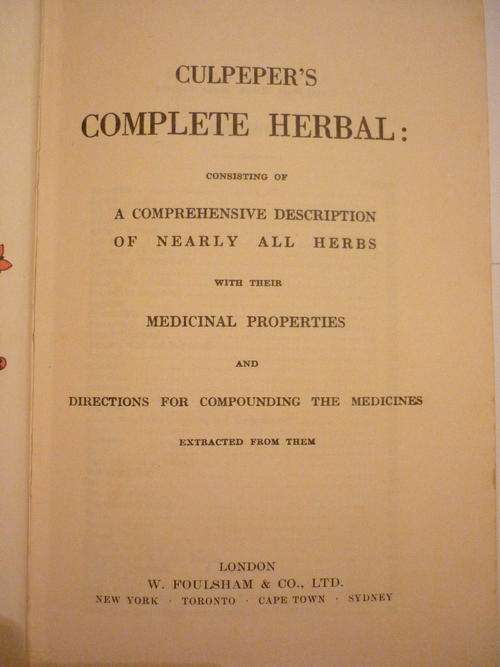 CULPEPER'S
COMPLETE HERBAL:
CONSISTING OF
A COMPREHENSIVE DESCRIPTION
OF NEARLY ALL HERBS
WITH THEIR
MEDICINAL PROPERTIES
AND
DIRECTIONS FOR COMPOUNDING THE MEDICINES
EXTRACTED FROM THEM
LONDON
W. FOULSHAM & CO., LTD.
NEW YORK · TORONTO · CAPE TOWN · SYDNEY